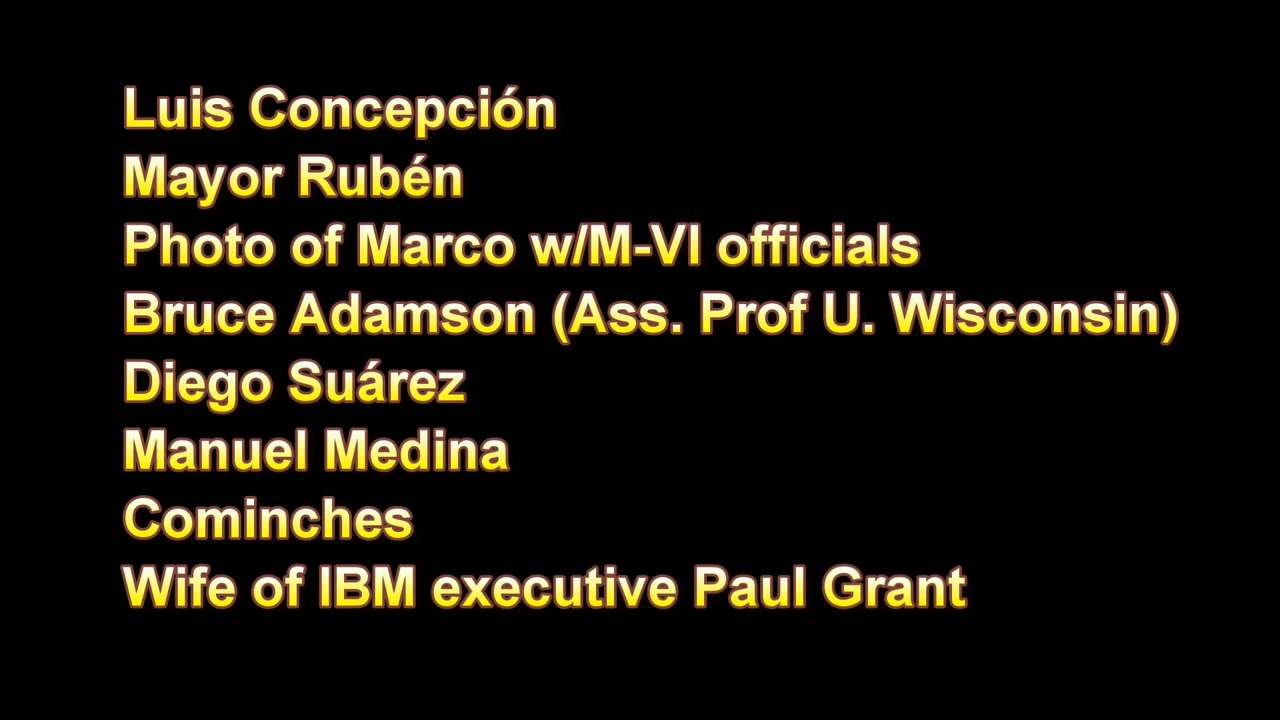 Luis Concepción
Mayor Rubén
Photo of Marco w/M-VI officials
Bruce Adamson (Ass. Prof U. Wisconsin)
Diego Suárez
Manuel Medina
Cominches
Wife of IBM executive Paul Grant